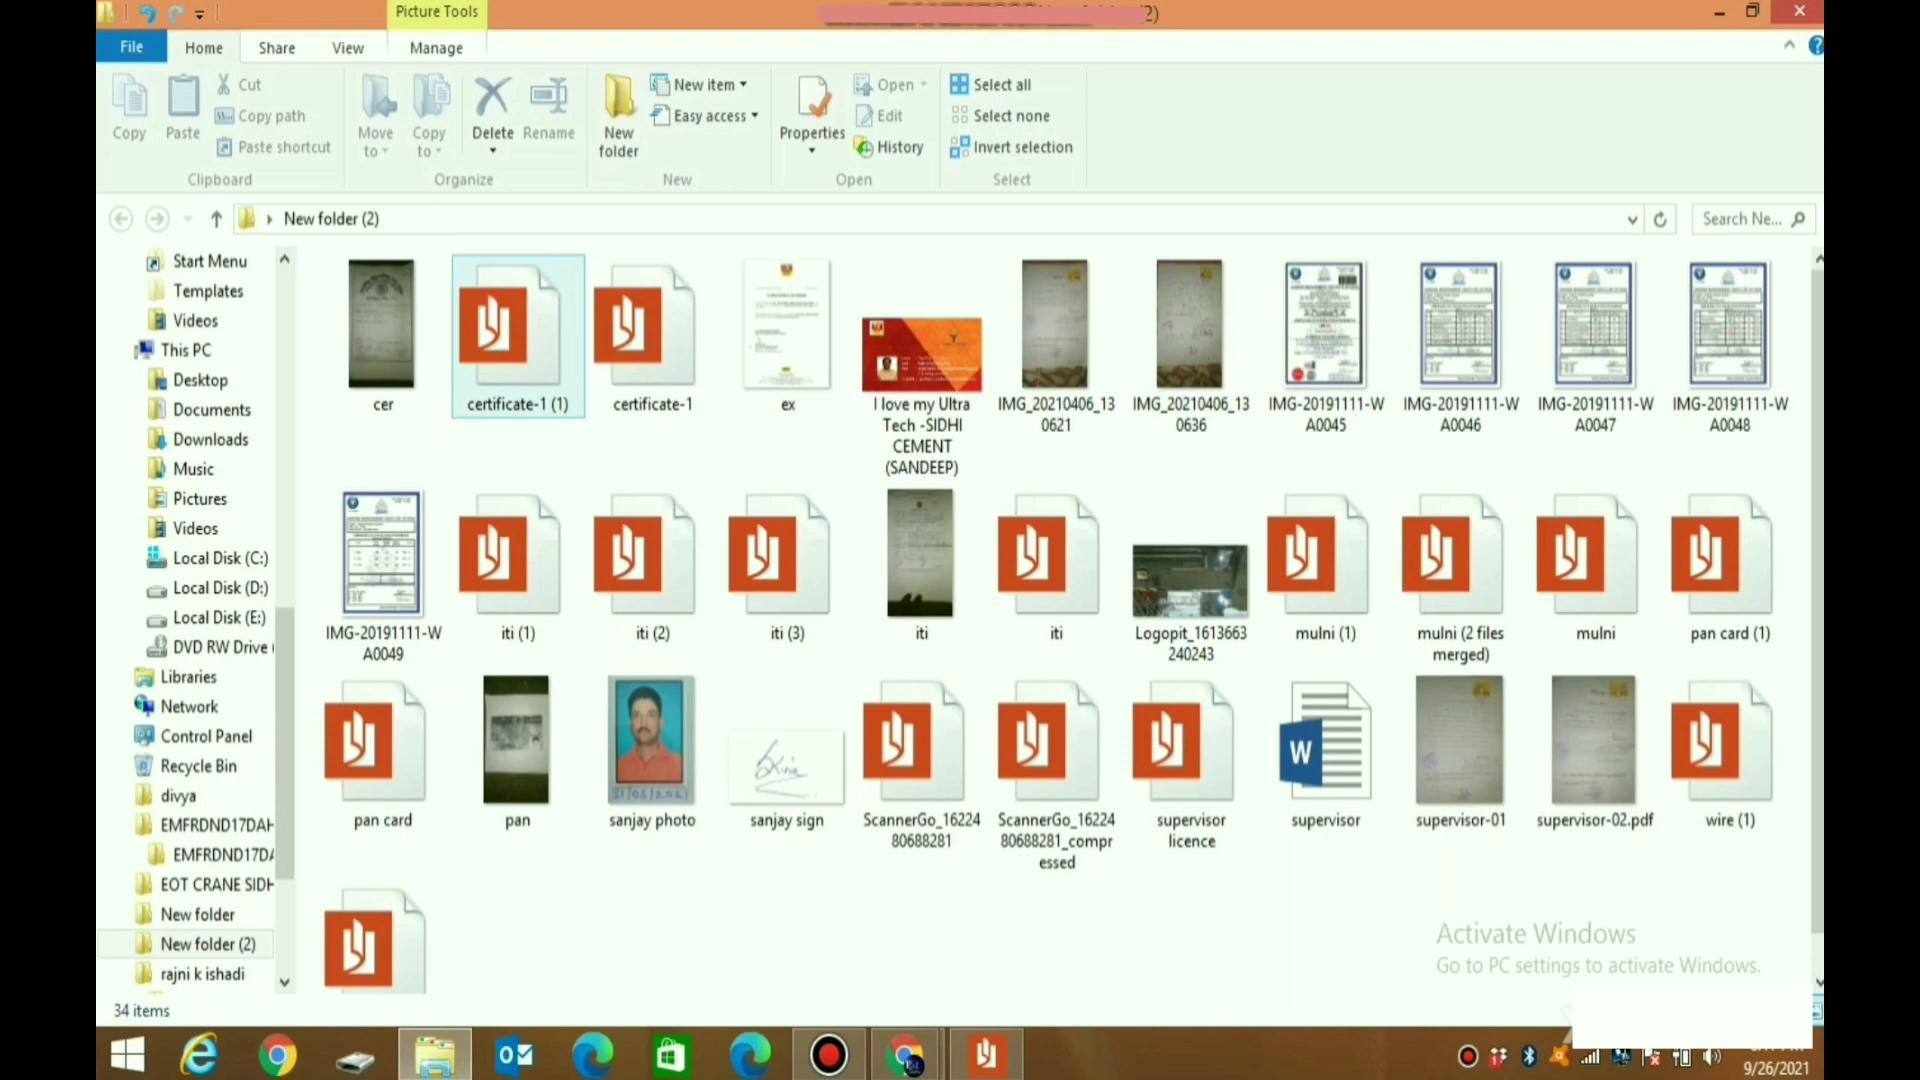 Picture Tools
2)
File
Home
Share
View
Manage
Copy
Paste
Cut
Copy path
Paste shortcut
Clipboard
Move to
Copy to
Delete
Rename
Organize
New folder
New item
Easy access
New
Properties
Open
Edit
History
Open
Select all
Select none
Invert selection
Select
New folder (2)
Search Ne...
Start Menu
Templates
Videos
This PC
Desktop
Documents
Downloads
Music
Pictures
Videos
Local Disk (C:)
Local Disk (D:)
Local Disk (E:)
DVD RW Drive
Libraries
Network
Control Panel
Recycle Bin
divya
EMFRDND17DAH
EMFRDND17DA
EOT CRANE SIDH
New folder
New folder (2)
rajni k ishadi
cer
certificate-1 (1)
certificate-1
ex
I love my Ultra
Tech -SIDHI
CEMENT
(SANDEEP)
IMG_20210406_13
0621
IMG_20210406_13
0636
IMG-20191111-W
A0045
IMG-20191111-W
A0046
IMG-20191111-W
A0047
IMG-20191111-W
A0048
IMG-20191111-W
A0049
iti (1)
iti (2)
iti (3)
iti
iti
Logopit_1613663
240243
mulni (1)
mulni (2 files
merged)
mulni
pan card (1)
pan card
pan
31/05/2021
sanjay photo
sanjay sign
ScannerGo_16224
80688281
ScannerGo_16224
80688281_compr
essed
supervisor
licence
W
supervisor
supervisor-01
supervisor-02.pdf
wire (1)
Activate Windows
Go to PC settings to activate Windows.
34 items
9/26/2021